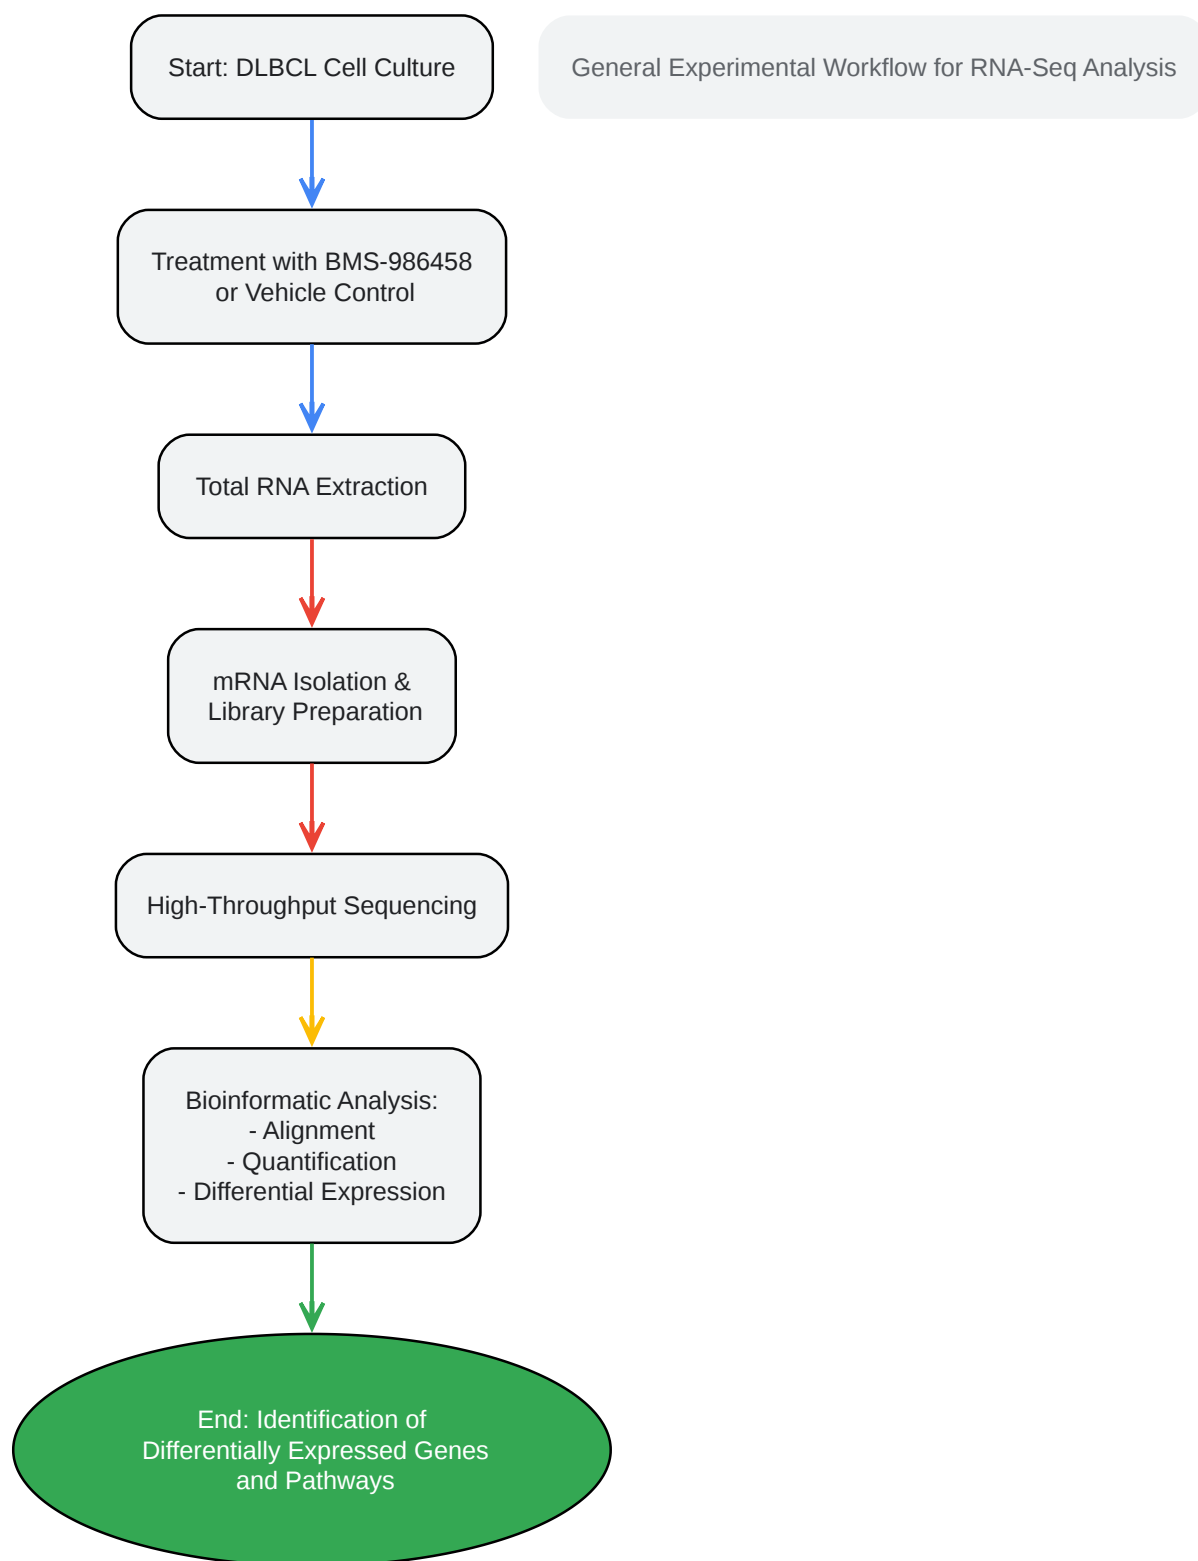 Start: DLBCL Cell Culture
General Experimental Workflow for RNA-Seq Analysis
Treatment with BMS-986458
or Vehicle Control
Total RNA Extraction
mRNA Isolation &
Library Preparation
High-Throughput Sequencing
Bioinformatic Analysis:
- Alignment
- Quantification
- Differential Expression
End: Identification of
Differentially Expressed Genes
and Pathways